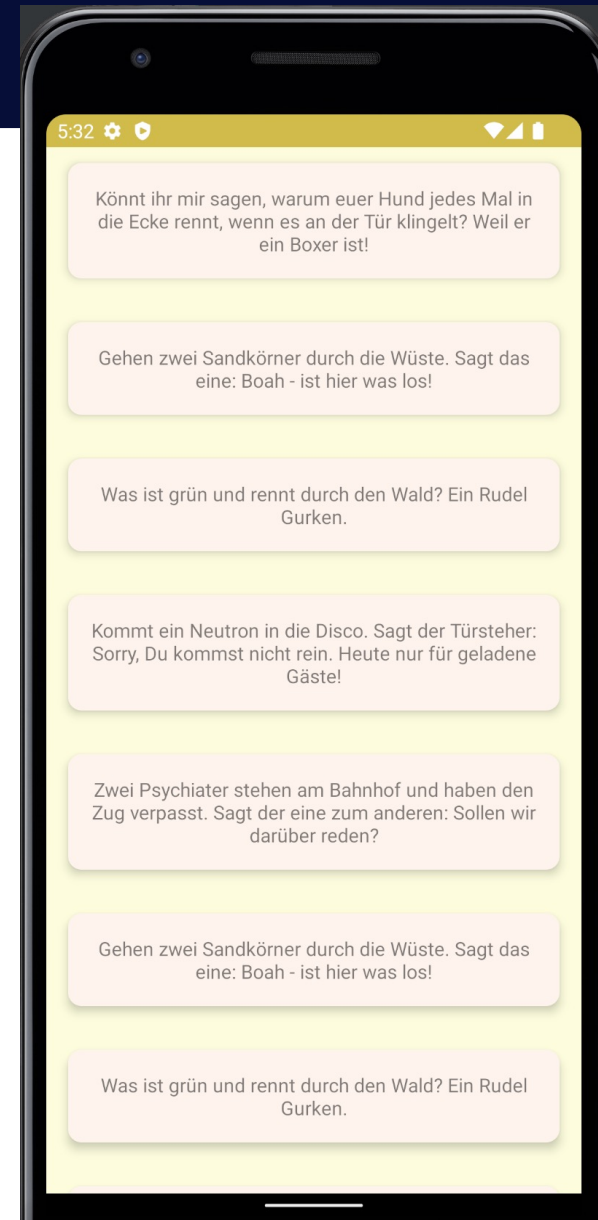 5:32
Könnt ihr mir sagen, warum euer Hund jedes Mal in
die Ecke rennt, wenn es an der Tür klingelt? Weil er
ein Boxer ist!
Gehen zwei Sandkörner durch die Wüste. Sagt das
eine: Boah - ist hier was los!
Was ist grün und rennt durch den Wald? Ein Rudel
Gurken.
Kommt ein Neutron in die Disco. Sagt der Türsteher:
Sorry, Du kommst nicht rein. Heute nur für geladene
Gäste!
Zwei Psychiater stehen am Bahnhof und haben den
Zug verpasst. Sagt der eine zum anderen: Sollen wir
darüber reden?
Gehen zwei Sandkörner durch die Wüste. Sagt das
eine: Boah - ist hier was los!
Was ist grün und rennt durch den Wald? Ein Rudel
Gurken.